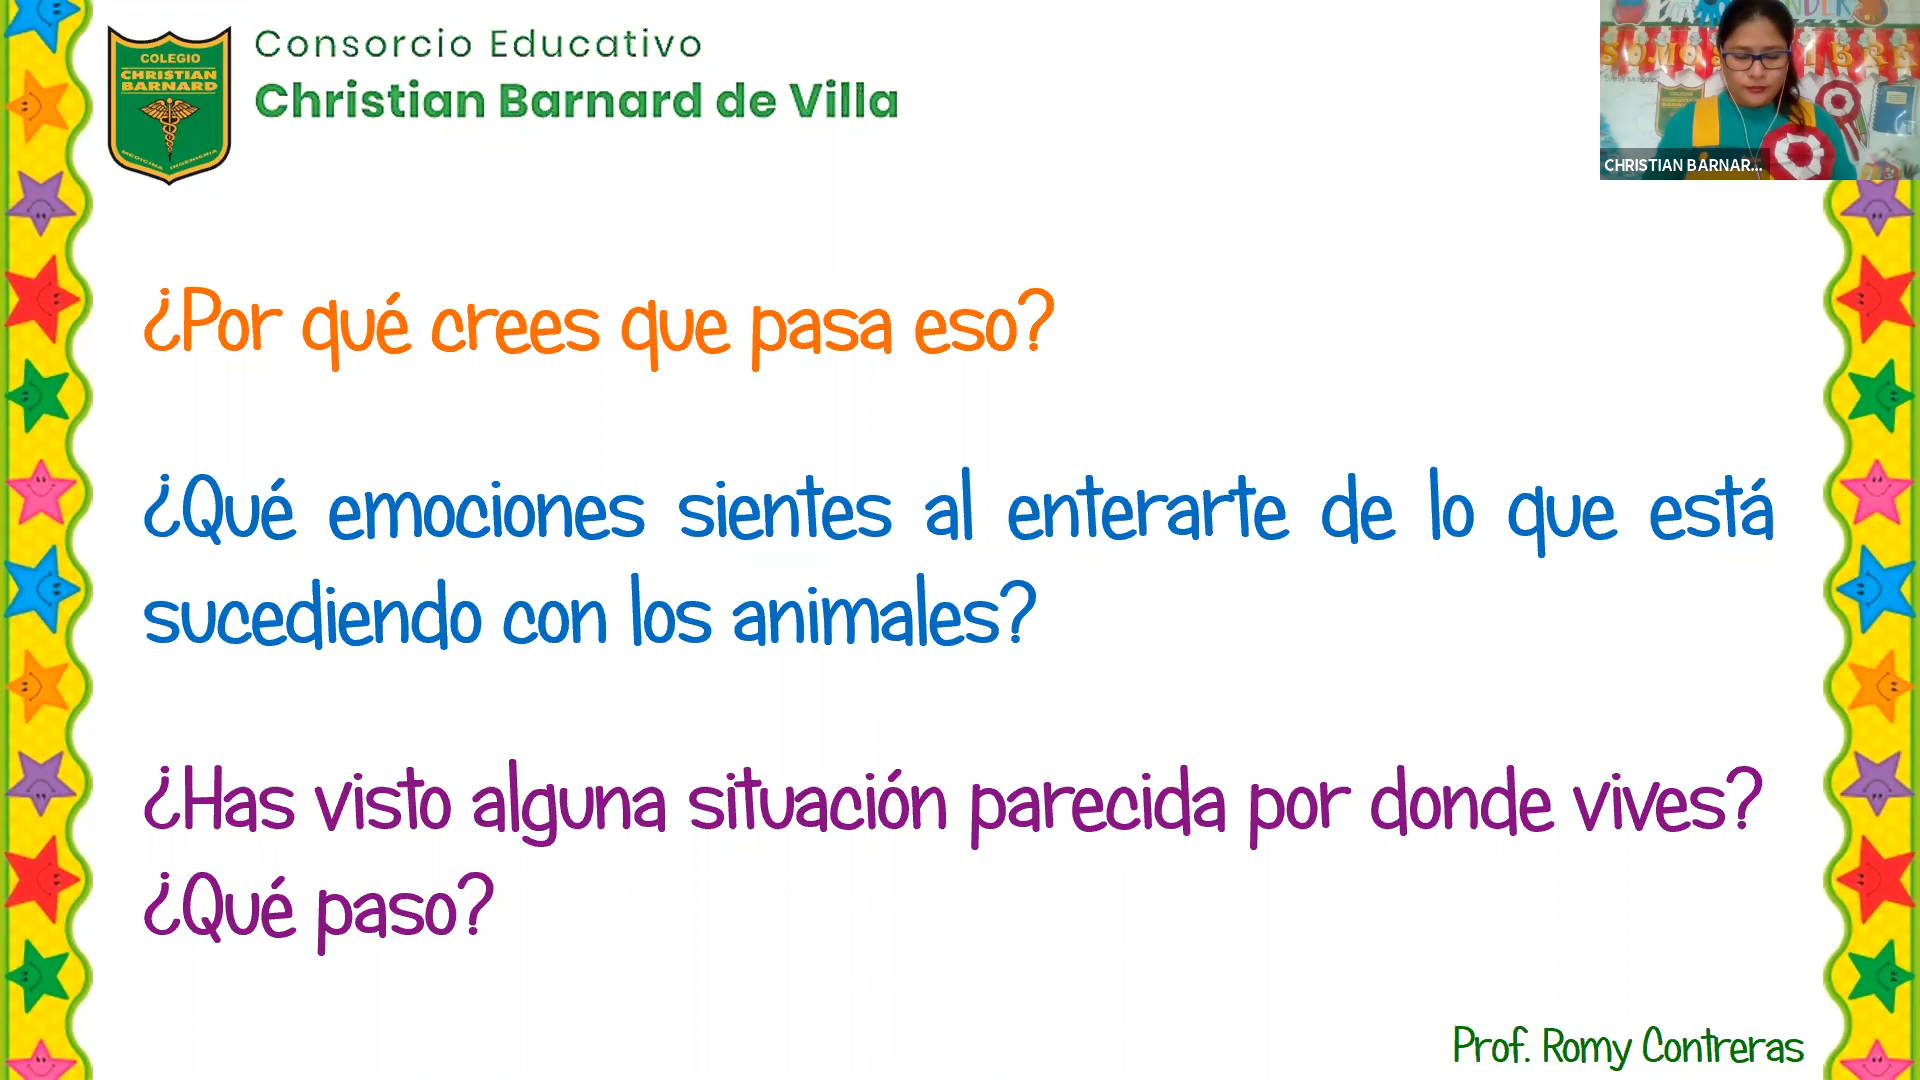 COLEGIO
CHRISTIAN
BARNARD
MEDICINA INGENIERIA
Consorcio Educativo
Christian Barnard de Villa
CHRISTIAN BARNAR...
¿Por qué crees que pasa eso?
¿Qué emociones sientes al enterarte de lo que está
sucediendo con los animales?
¿Has visto alguna situación parecida por donde vives?
¿Qué paso?
Prof. Romy Contreras